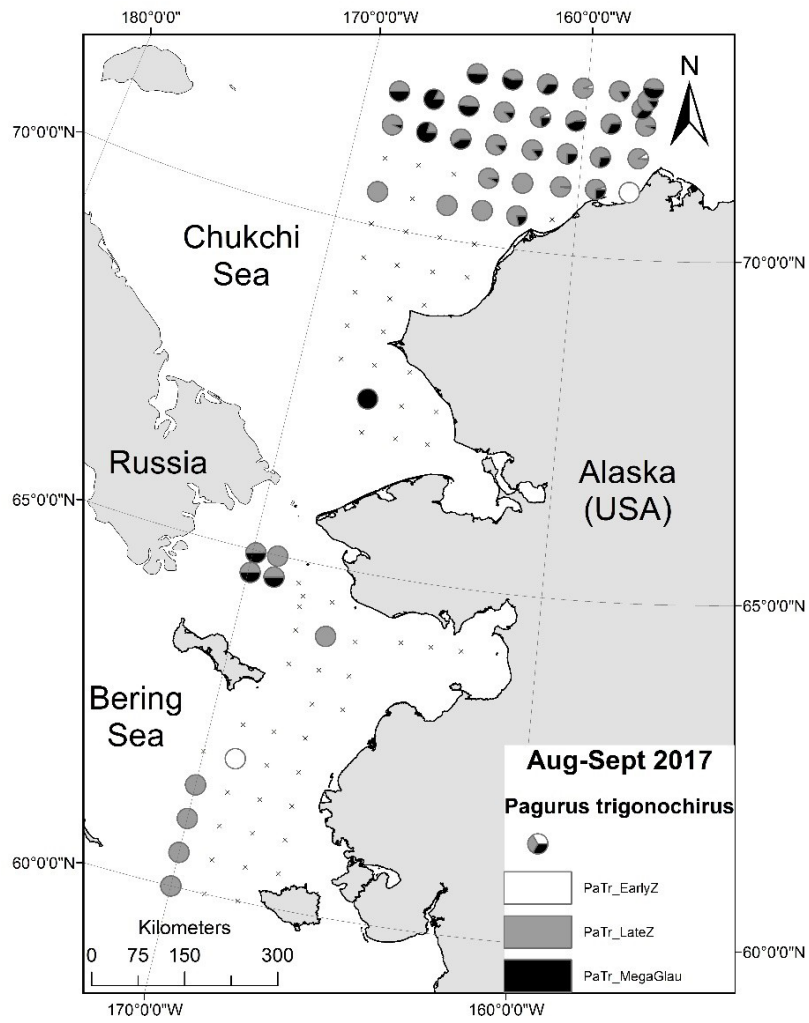 180°0'0"
170°0'0"W
160°0'0"W
N
70°0'0"N
Chukchi
Sea
70°0'0"N
Russia
Alaska
(USA)
65°0'0"N
65°0'0"N
Bering
Sea
Aug-Sept 2017
Pagurus trigonochirus
60°0'0"N
PaTr_EarlyZ
Kilometers
PaTr_LateZ
0 75 150 300
60°0'0"N
PaTr_MegaGlau
170°0'0"W
160°0'0"W